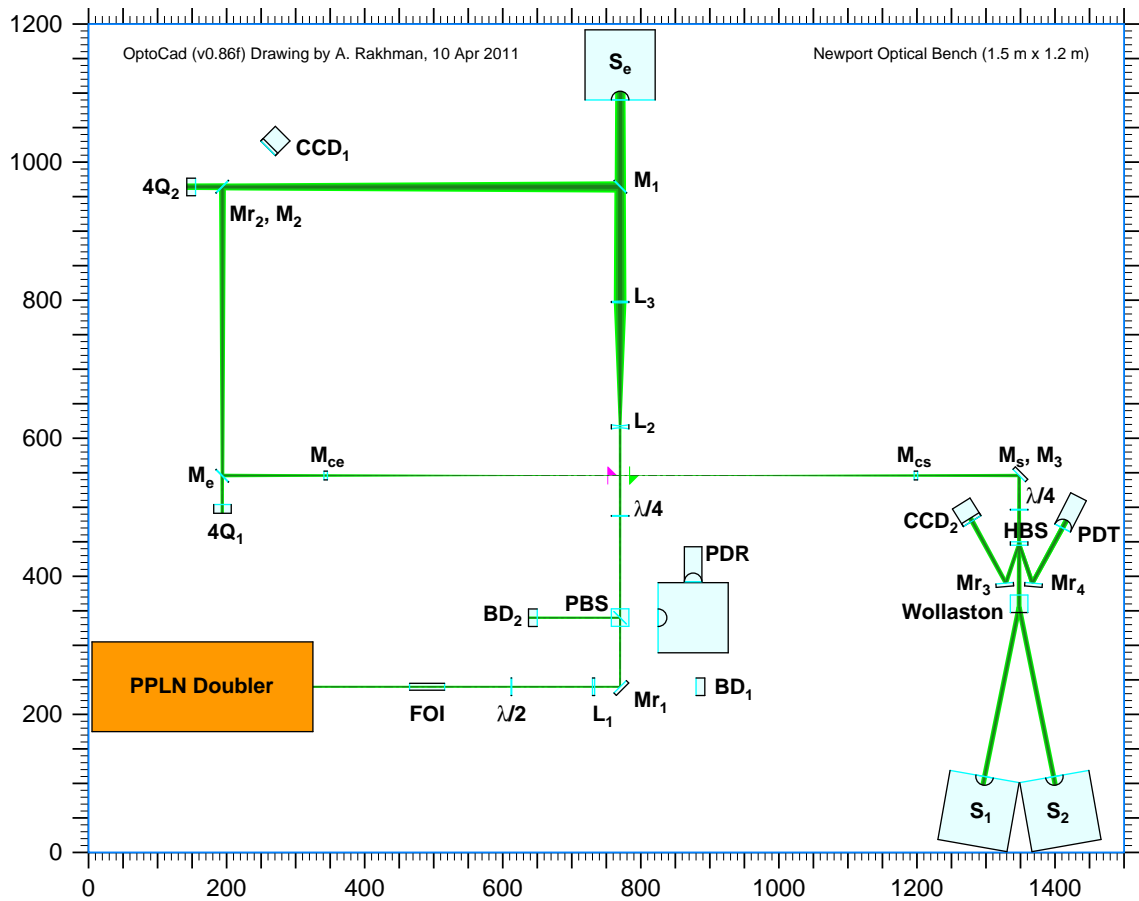 1200
OptoCad (v0.86f) Drawing by A. Rakhman, 10 Apr 2011
Newport Optical Bench (1.5 m x 1.2 m)
Se
CCD1
1000
4Q2
M1
Mr2, M2
800
L3
600
L2
Me
Mce
Mcs
Ms, M3
4Q1
λ/4
λ/4
CCD2
HBS
PDT
PDR
400
Mr3
Mr4
BD2
PBS
Wollaston
PPLN Doubler
200
FOI
λ/2
L1
Mr1
BD1
S1
S2
0
0
200
400
600
800
1000
1200
1400